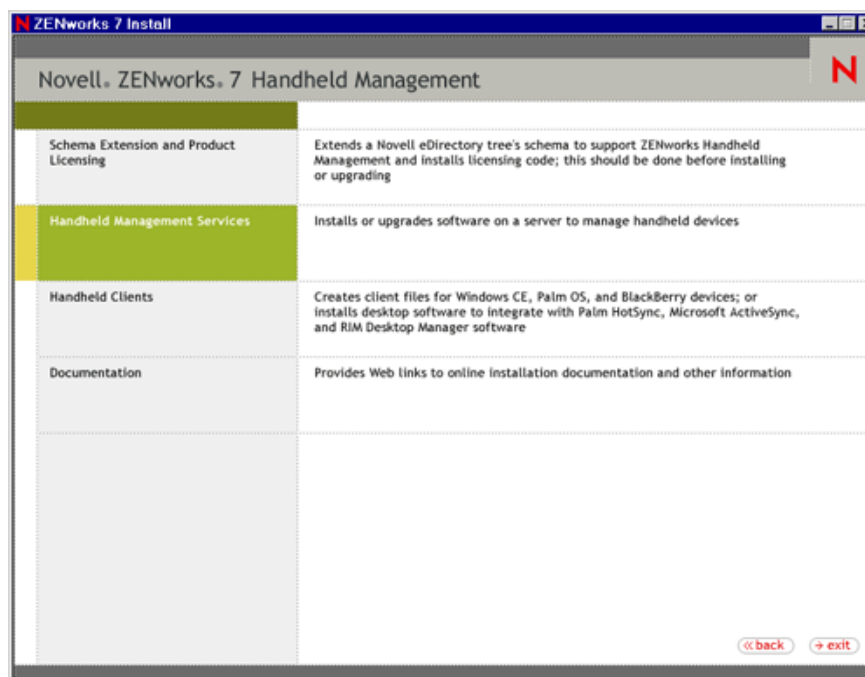 N ZENworks 7 Install
Novell® ZENworks® 7 Handheld Management
N
Schema Extension and Product
Licensing
Extends a Novell eDirectory tree's schema to support ZENworks Handheld
Management and installs licensing code; this should be done before installing
or upgrading
Handheld Management Services
Installs or upgrades software on a server to manage handheld devices
Handheld Clients
Creates client files for Windows CE, Palm OS, and BlackBerry devices; or
installs desktop software to integrate with Palm HotSync, Microsoft ActiveSync,
and RIM Desktop Manager software
Documentation
Provides Web links to online installation documentation and other information
«back
→ exit